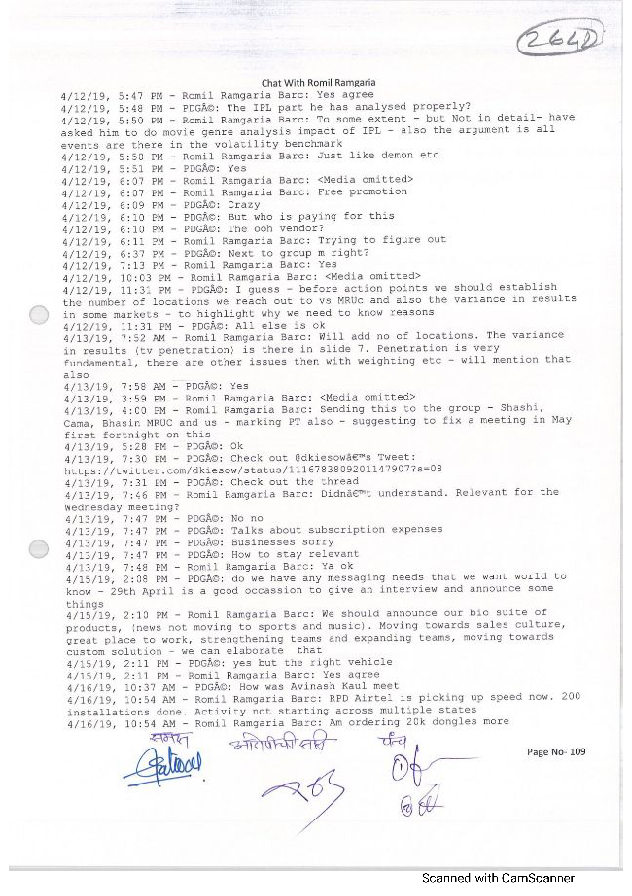 264D
Chat With Romil Ramgaria
4/12/19, 5:47 PM - Romil Ramgaria Barc: Yes agree
4/12/19, 5:48 PM - PDGÃ©: The IPL part he has analysed properly?
4/12/19, 5:50 PM - Romil Ramgaria Barc: To some extent - but Not in detail- have
asked him to do movie genre analysis impact of IPL - also the argument is all
events are there in the volatility benchmark
4/12/19, 5:50 PM - Romil Ramgaria Barc: Just like demon etc
4/12/19, 5:51 PM - PDGÃ©: Yes
4/12/19, 6:07 PM - Romil Ramgaria Barc: <Media omitted>
4/12/19, 6:07 PM - Romil Ramgaria Barc: Free promotion
4/12/19, 6:09 PM - PDGÃ©: Crazy
4/12/19, 6:10 PM - PDGÃ©: But who is paying for this
4/12/19, 6:10 PM - PDGÃ©: The ooh vendor?
4/12/19, 6:11 PM - Romil Ramgaria Barc: Trying to figure out
4/12/19, 6:37 PM - PDGÃ©: Next to group m right?
4/12/19, 7:13 PM - Romil Ramgaria Barc: Yes
4/12/19, 10:03 PM - Romil Ramgaria Barc: <Media omitted>
4/12/19, 11:31 PM - PDGÃ©: I guess - before action points we should establish
the number of locations we reach out to vs MRUc and also the variance in results
in some markets - to highlight why we need to know reasons
4/12/19, 11:31 PM - PDGÃ©: All else is ok
4/13/19, 7:52 AM - Romil Ramgaria Barc: Will add no of locations. The variance
in results (tv penetration) is there in slide 7. Penetration is very
fundamental, there are other issues then with weighting etc - will mention that
also
4/13/19, 7:58 AM - PDGÃ©: Yes
4/13/19, 3:59 PM - Romil Ramgaria Barc: <Media omitted>
4/13/19, 4:00 PM - Romil Ramgaria Barc: Sending this to the group - Shashi,
Cama, Bhasin MRUC and us - marking PT also - suggesting to fix a meeting in May
first fortnight on this
4/13/19, 5:28 PM - PDGÃ©: Ok
4/13/19, 7:30 PM - PDGÃ©: Check out @dkiesowâ€™s Tweet:
https://twitter.com/dkiesow/status/1116783809201147907?s=09
4/13/19, 7:31 PM - PDGÃ©: Check out the thread
4/13/19, 7:46 PM - Romil Ramgaria Barc: Didnâ€™t understand. Relevant for the
wednesday meeting?
4/13/19, 7:47 PM - PDGÃ©: No no
4/13/19, 7:47 PM - PDGÃ©: Talks about subscription expenses
4/13/19, 7:47 PM - PDGÃ©: Businesses sorry
4/13/19, 7:47 PM - PDGÃ©: How to stay relevant
4/13/19, 7:48 PM - Romil Ramgaria Barc: Ya ok
4/15/19, 2:08 PM - PDGÃ©: do we have any messaging needs that we want world to
know - 29th April is a good occassion to give an interview and announce some
things
4/15/19, 2:10 PM - Romil Ramgaria Barc: We should announce our bio suite of
products, (news not moving to sports and music). Moving towards sales culture,
great place to work, strengthening teams and expanding teams, moving towards
custom solution - we can elaborate that
4/15/19, 2:11 PM - PDGÃ©: yes but the right vehicle
4/15/19, 2:11 PM - Romil Ramgaria Barc: Yes agree
4/16/19, 10:37 AM - PDGÃ©: How was Avinash Kaul meet
4/16/19, 10:54 AM - Romil Ramgaria Barc: RPD Airtel is picking up speed now. 200
installations done. Activity not starting across multiple states
4/16/19, 10:54 AM - Romil Ramgaria Barc: Am ordering 20k dongles more
समक्ष आरोपीची सही पंच
Page No- 109
①
②
Scanned with CamScanner